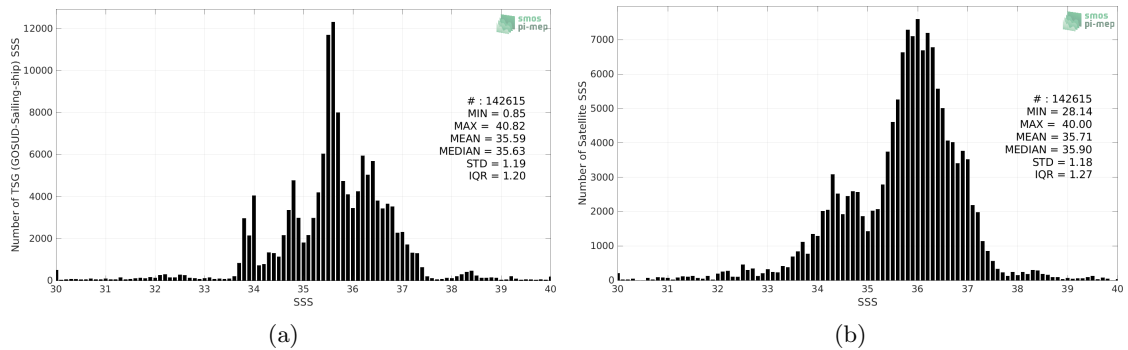 12000
10000
8000
6000
4000
2000
0
Number of TSG (GOSUD-Sailing-ship) SSS
smos
pi-mep
# : 142615
MIN = 0.85
MAX = 40.82
MEAN = 35.59
MEDIAN = 35.63
STD = 1.19
IQR = 1.20
30 31 32 33 34 35 36 37 38 39 40
SSS
(a)
7000
6000
5000
4000
3000
2000
1000
0
Number of Satellite SSS
smos
pi-mep
# : 142615
MIN = 28.14
MAX = 40.00
MEAN = 35.71
MEDIAN = 35.90
STD = 1.18
IQR = 1.27
30 31 32 33 34 35 36 37 38 39 40
SSS
(b)